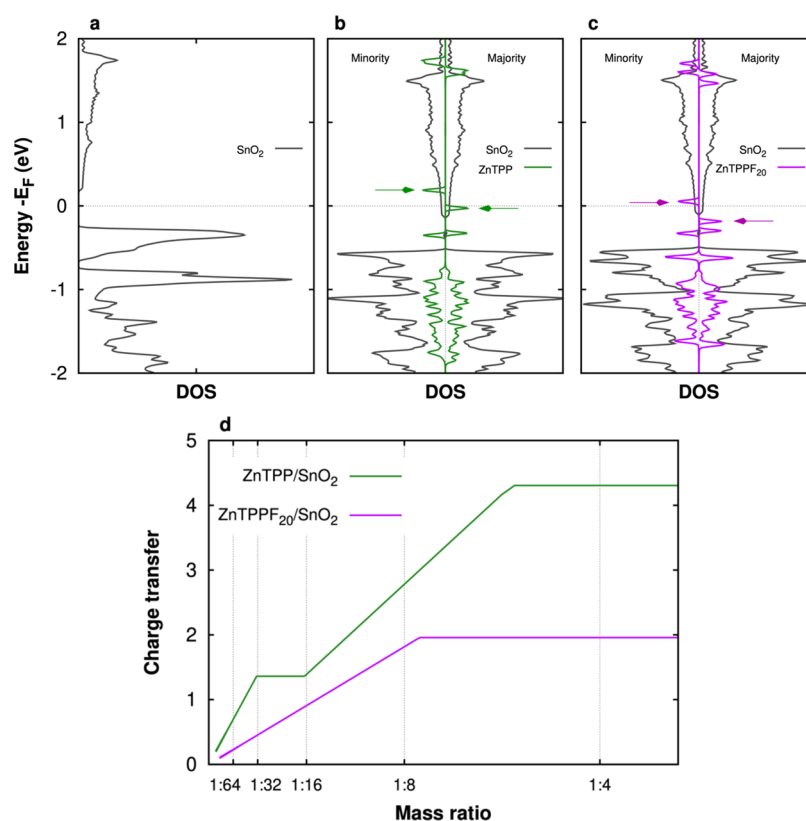 a
b
c
2
1
0
-1
-2
Energy -E_F (eV)
SnO₂
Minority
Majority
SnO₂
ZnTPP
Minority
Majority
SnO₂
ZnTPPF₂₀
DOS
DOS
DOS
d
5
4
3
2
1
0
Charge transfer
ZnTPP/SnO₂
ZnTPPF₂₀/SnO₂
1:64
1:32
1:16
1:8
1:4
Mass ratio